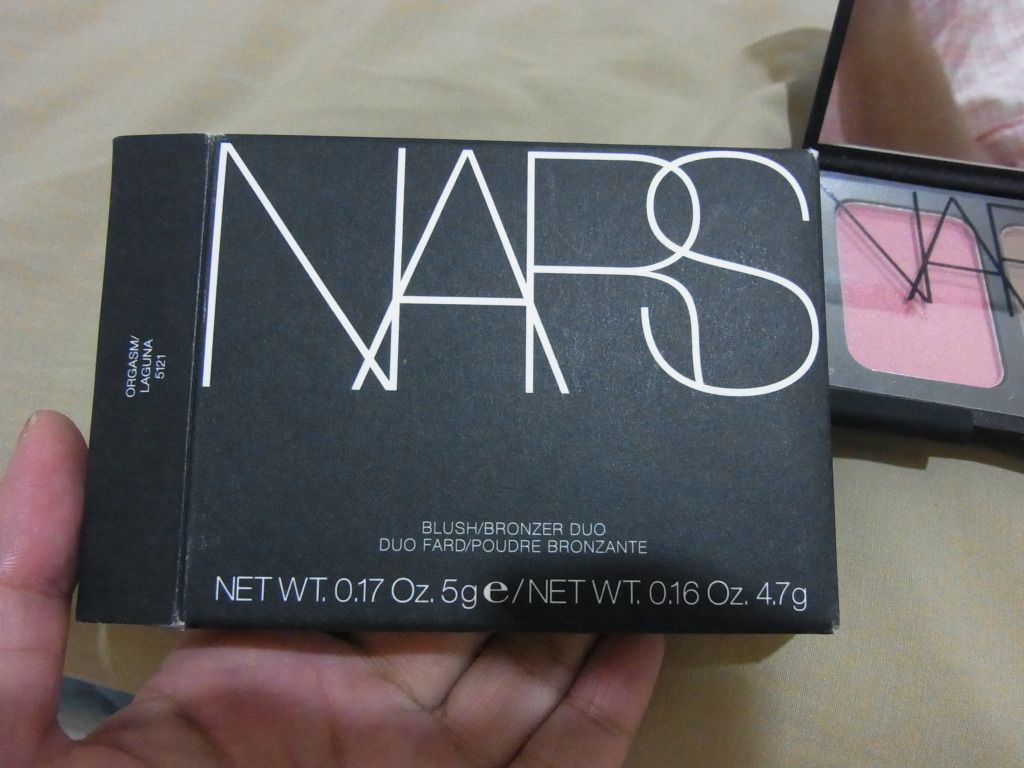 NARS
ORGASM/
LAGUNA
5121
BLUSH/BRONZER DUO
DUO FARD/POUDRE BRONZANTE
NET WT. 0.17 Oz. 5g e / NET WT. 0.16 Oz. 4.7g
NAR